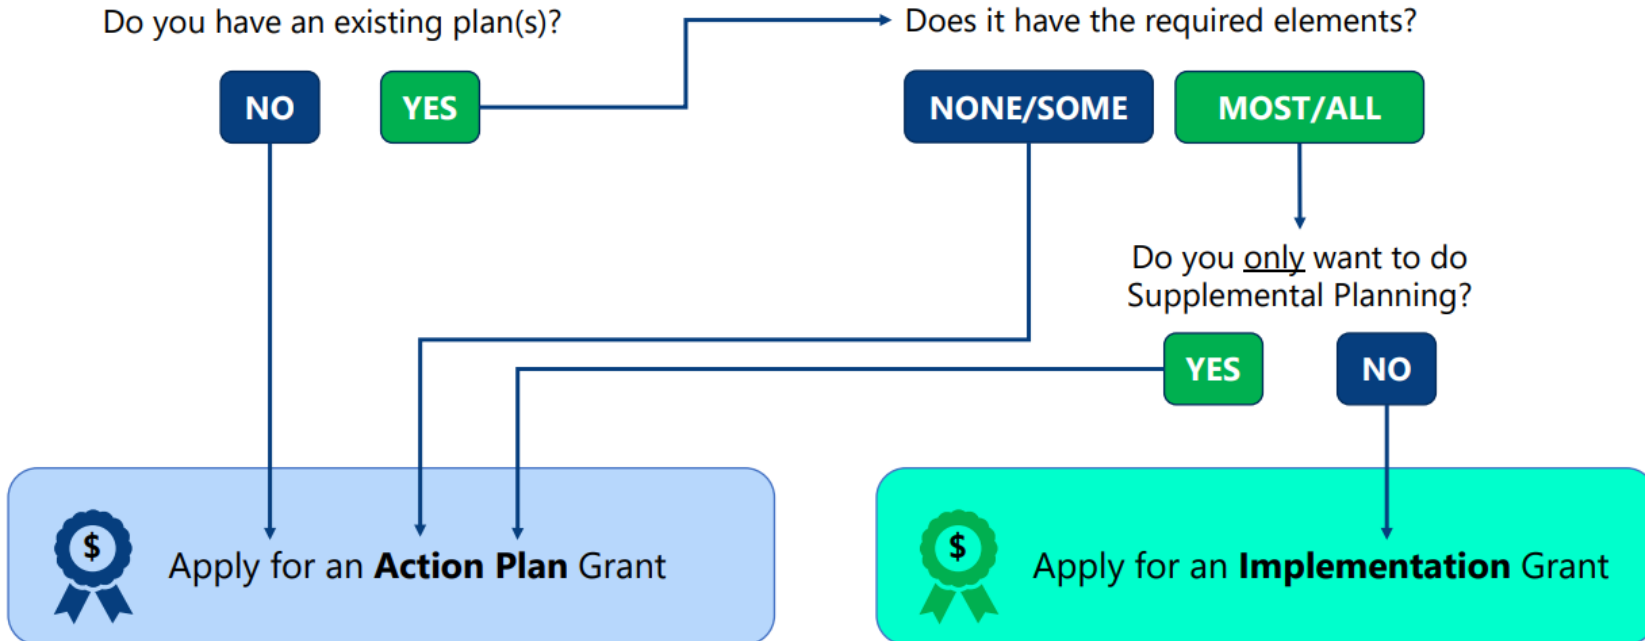 Do you have an existing plan(s)?
Does it have the required elements?
NO
YES
NONE/SOME
MOST/ALL
Do you only want to do
Supplemental Planning?
YES
NO
$
Apply for an Action Plan Grant
$
Apply for an Implementation Grant